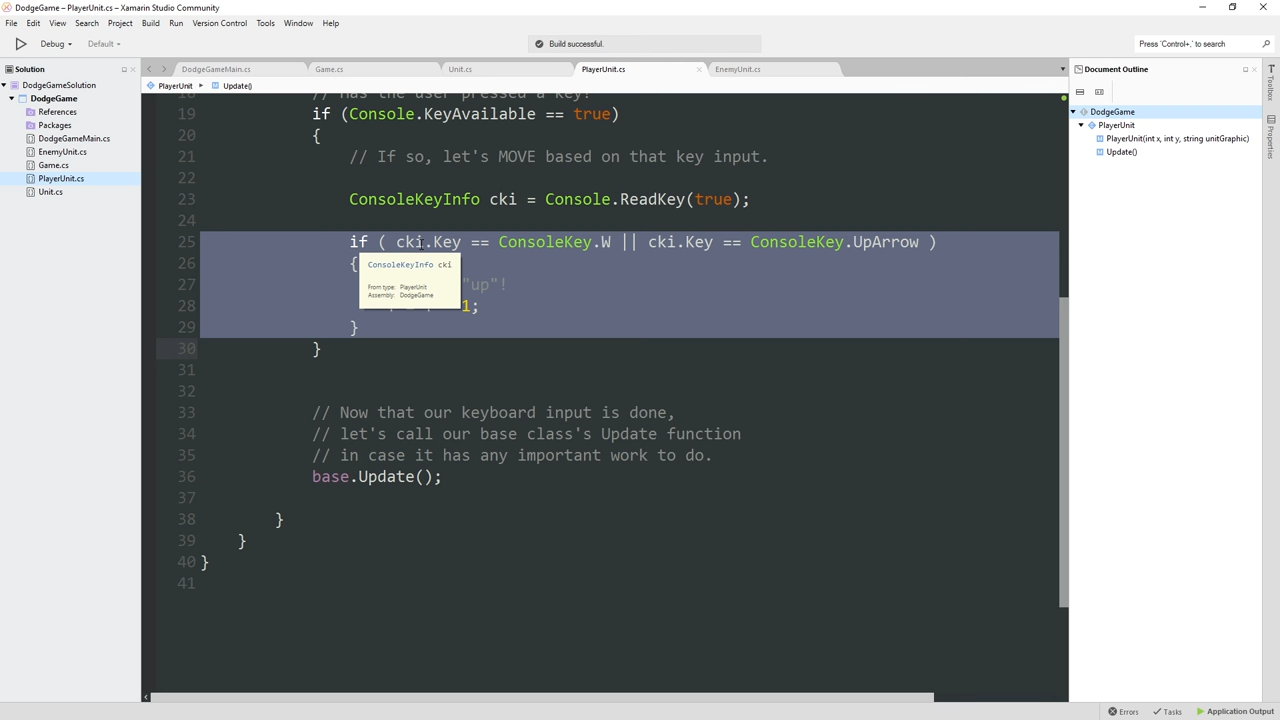 DodgeGame – PlayerUnit.cs – Xamarin Studio Community
File Edit View Search Project Build Run Version Control Tools Window Help
Debug Default Build successful. Press 'Control+,' to search
Solution
DodgeGameSolution
DodgeGame
References
Packages
DodgeGameMain.cs
EnemyUnit.cs
Game.cs
PlayerUnit.cs
Unit.cs
DodgeGameMain.cs Game.cs Unit.cs PlayerUnit.cs EnemyUnit.cs
PlayerUnit Update()
// Has the user pressed a key?
19 if (Console.KeyAvailable == true)
20 {
21 // If so, let's MOVE based on that key input.
22
23 ConsoleKeyInfo cki = Console.ReadKey(true);
24
25 if ( cki.Key == ConsoleKey.W || cki.Key == ConsoleKey.UpArrow )
26 {
27 "up"!
28 1;
29 }
30 }
31
32
33 // Now that our keyboard input is done,
34 // let's call our base class's Update function
35 // in case it has any important work to do.
36 base.Update();
37
38 }
39 }
40 }
41
ConsoleKeyInfo cki
From type: PlayerUnit
Assembly: DodgeGame
Document Outline
DodgeGame
PlayerUnit
PlayerUnit(int x, int y, string unitGraphic)
Update()
Toolbox
Properties
Errors Tasks Application Output